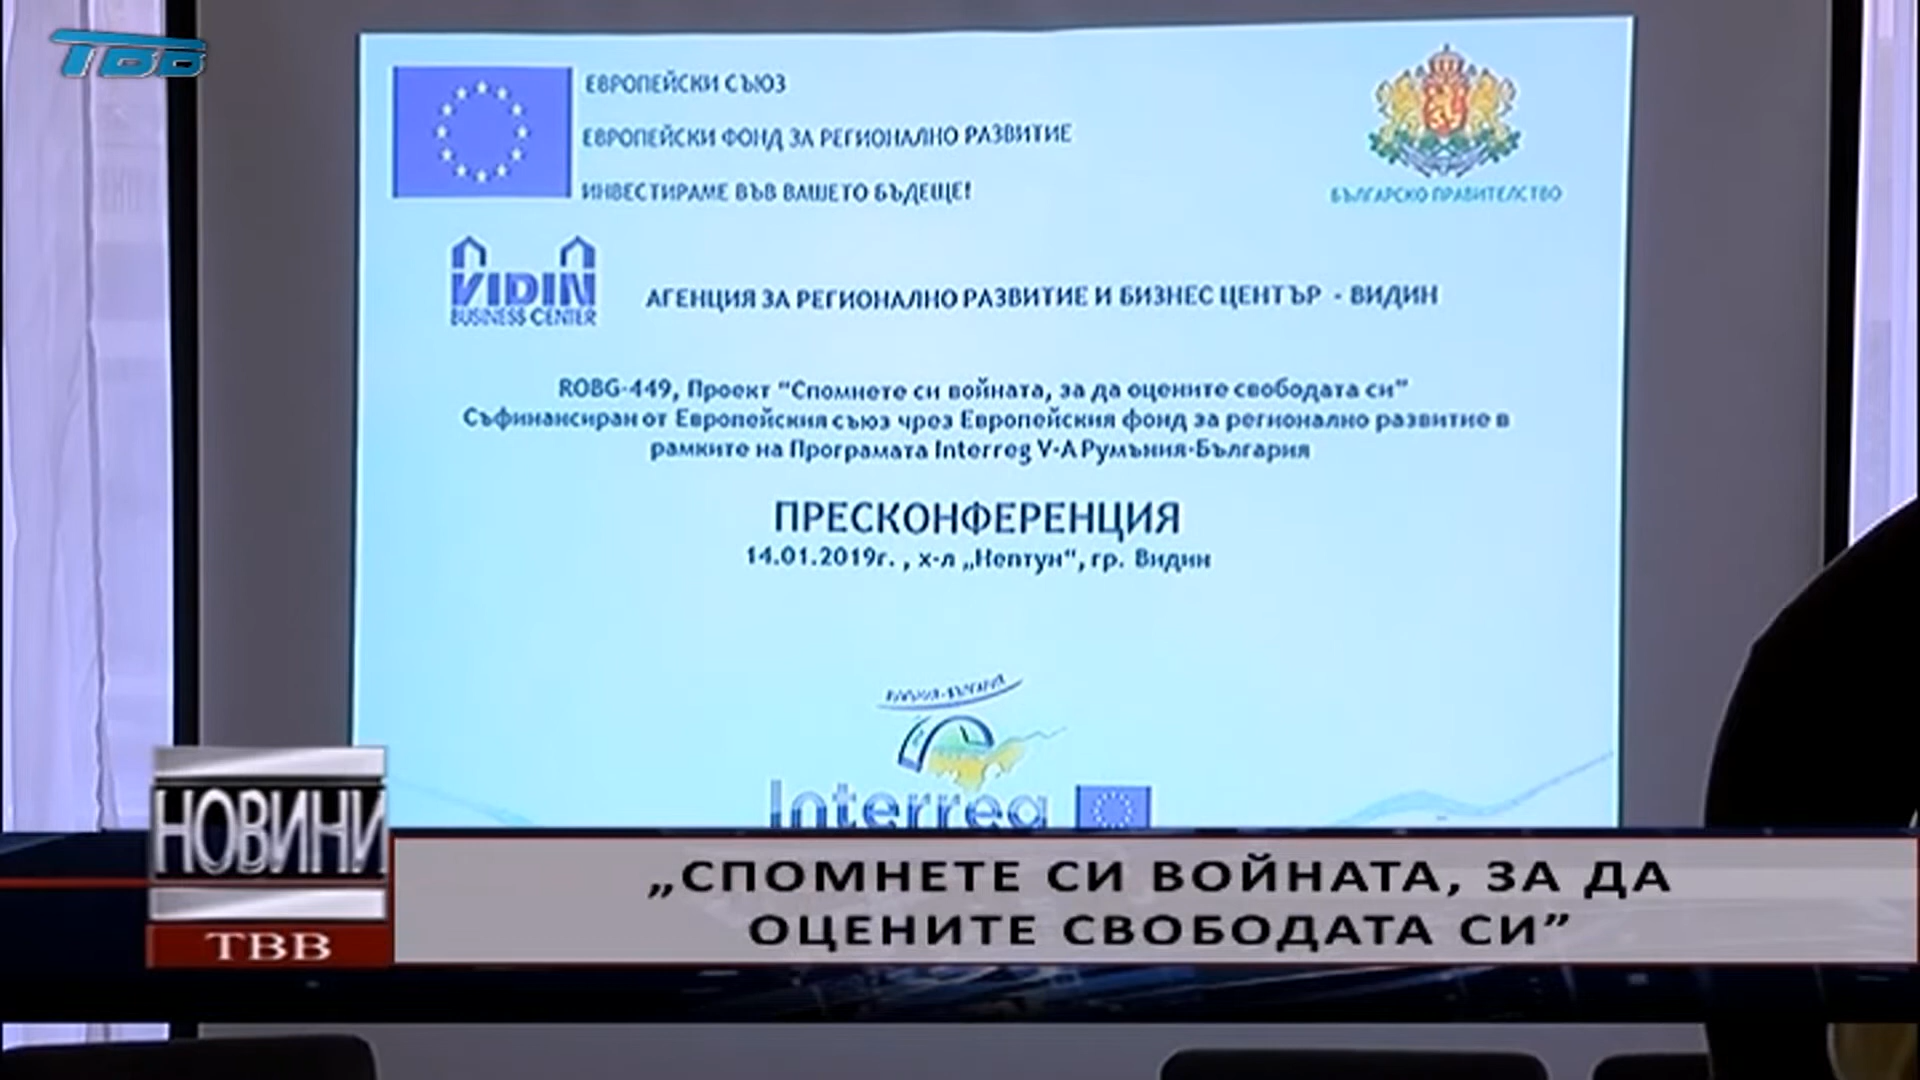 ТВВ
ЕВРОПЕЙСКИ СЪЮЗ
ЕВРОПЕЙСКИ ФОНД ЗА РЕГИОНАЛНО РАЗВИТИЕ
ИНВЕСТИРАМЕ ВЪВ ВАШЕТО БЪДЕЩЕ!
БЪЛГАРСКО ПРАВИТЕЛСТВО
VIDIN
BUSINESS CENTER
АГЕНЦИЯ ЗА РЕГИОНАЛНО РАЗВИТИЕ И БИЗНЕС ЦЕНТЪР - ВИДИН
ROBG-449, Проект "Спомнете си войната, за да оцените свободата си"
Съфинансиран от Европейския съюз чрез Европейския фонд за регионално развитие в
рамките на Програмата Interreg V-A Румъния-България
ПРЕСКОНФЕРЕНЦИЯ
14.01.2019г. , х-л „Нептун“, гр. Видин
Interreg
НОВИНИ
ТВВ
„СПОМНЕТЕ СИ ВОЙНАТА, ЗА ДА
ОЦЕНИТЕ СВОБОДАТА СИ”